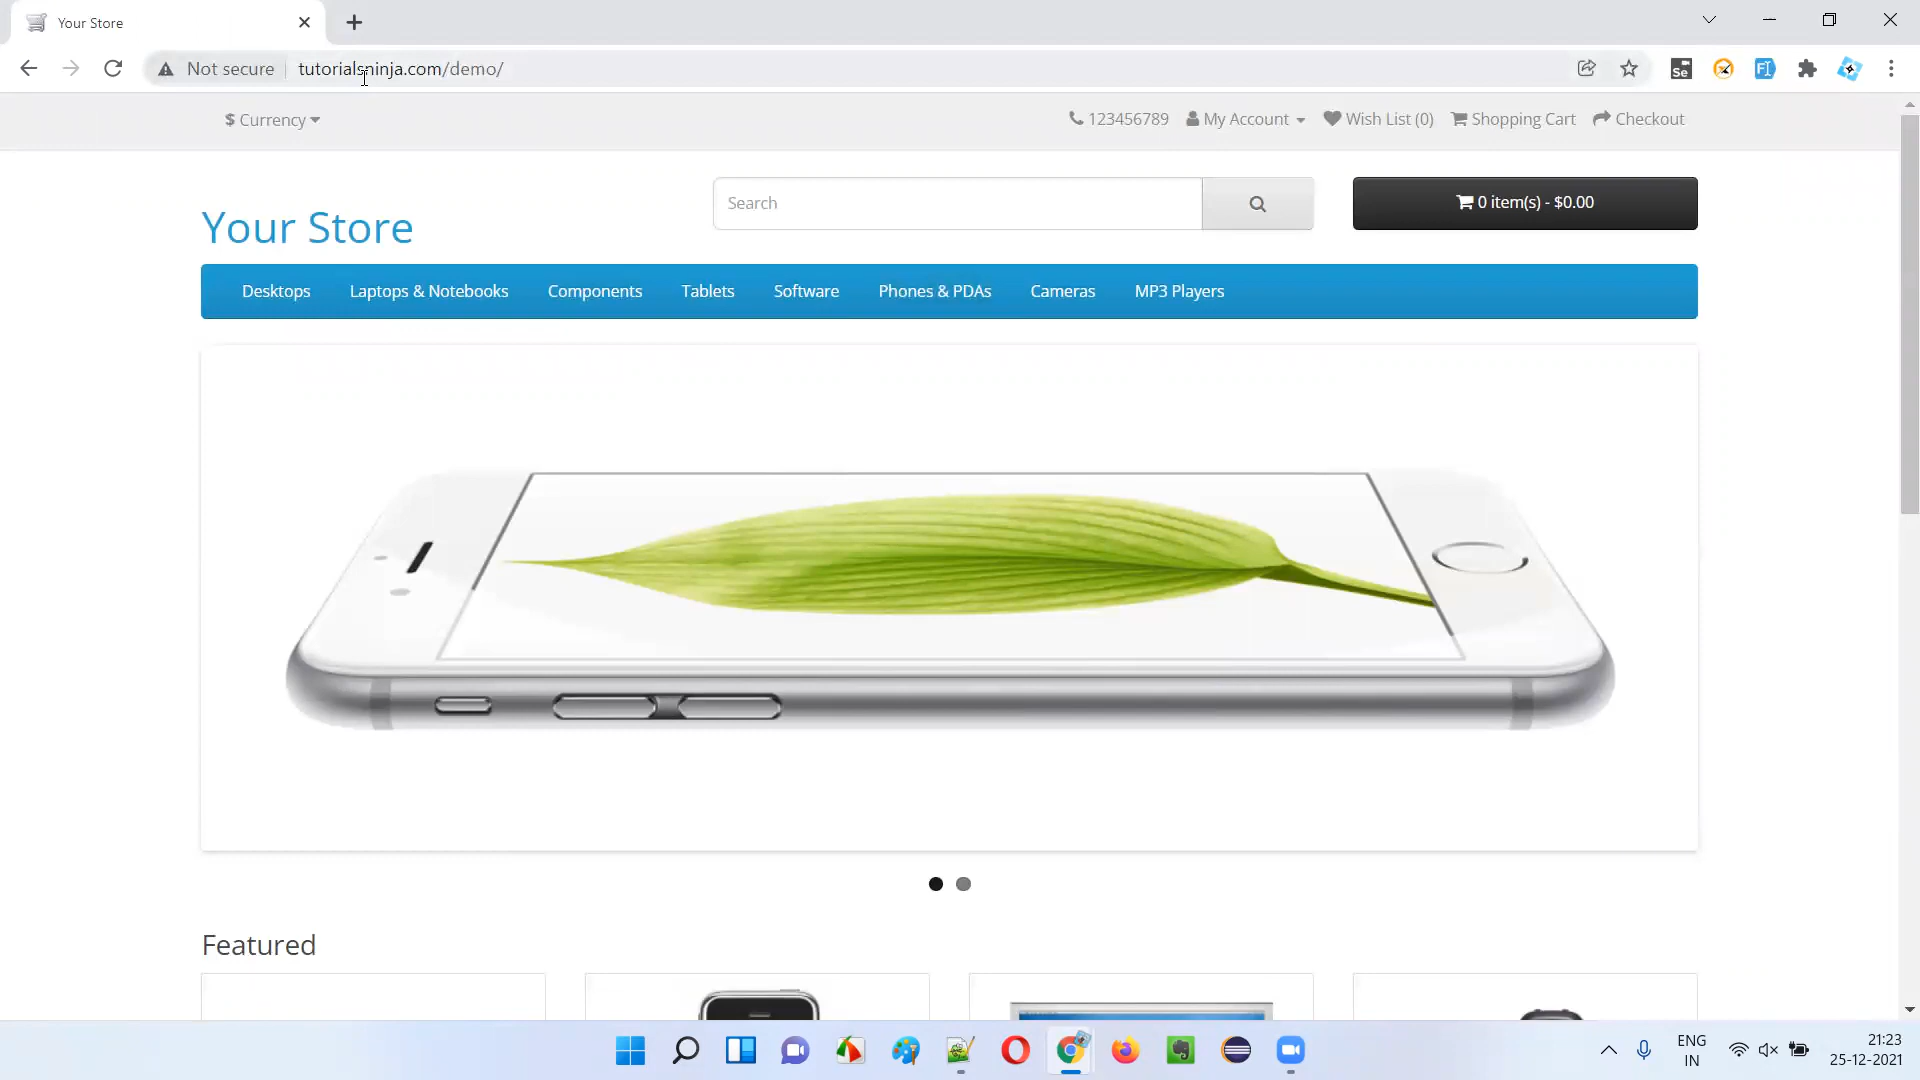 Your Store
Not secure
tutorialsninja.com/demo/
Se
FI
$ Currency
123456789
My Account
Wish List (0)
Shopping Cart
Checkout
Your Store
Search
0 item(s) - $0.00
Desktops
Laptops & Notebooks
Components
Tablets
Software
Phones & PDAs
Cameras
MP3 Players
Featured
ENG
IN
21:23
25-12-2021